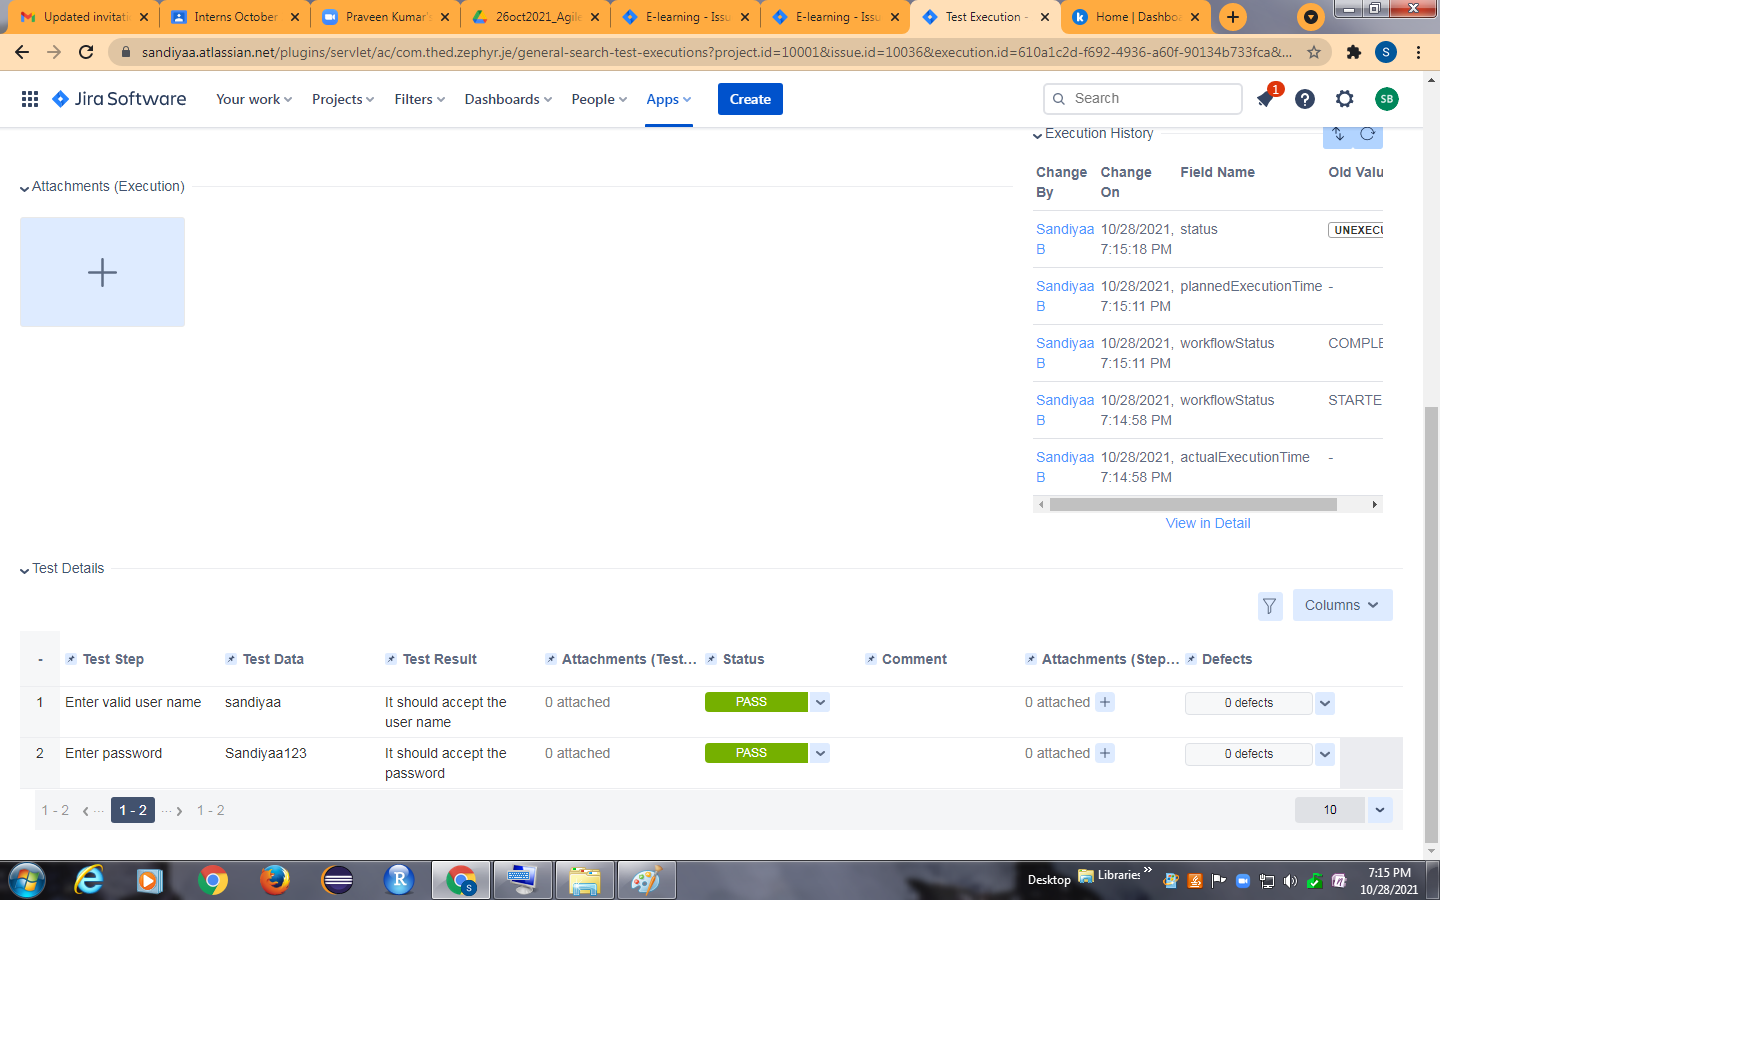 Updated invitati
Interns October
Praveen Kumar's
26oct2021_Agile
E-learning - Issu
E-learning - Issu
Test Execution -
Home | Dashboa
sandiyaa.atlassian.net/plugins/servlet/ac/com.thed.zephyr.je/general-search-test-executions?project.id=10001&issue.id=10036&execution.id=610a1c2d-f692-4936-a60f-90134b733fca&...
S
Jira Software
Your work
Projects
Filters
Dashboards
People
Apps
Create
Search
1
SB
Execution History
Attachments (Execution)
Change By
Change On
Field Name
Old Valu
Sandiyaa B
10/28/2021, 7:15:18 PM
status
UNEXECU
Sandiyaa B
10/28/2021, 7:15:11 PM
plannedExecutionTime
-
Sandiyaa B
10/28/2021, 7:15:11 PM
workflowStatus
COMPLE
Sandiyaa B
10/28/2021, 7:14:58 PM
workflowStatus
STARTE
Sandiyaa B
10/28/2021, 7:14:58 PM
actualExecutionTime
-
View in Detail
Test Details
Columns
-
Test Step
Test Data
Test Result
Attachments (Test...
Status
Comment
Attachments (Step...
Defects
1
Enter valid user name
sandiyaa
It should accept the user name
0 attached
PASS
0 attached
0 defects
2
Enter password
Sandiyaa123
It should accept the password
0 attached
PASS
0 attached
0 defects
1 - 2
1 - 2
1 - 2
10
Desktop
Libraries
7:15 PM
10/28/2021